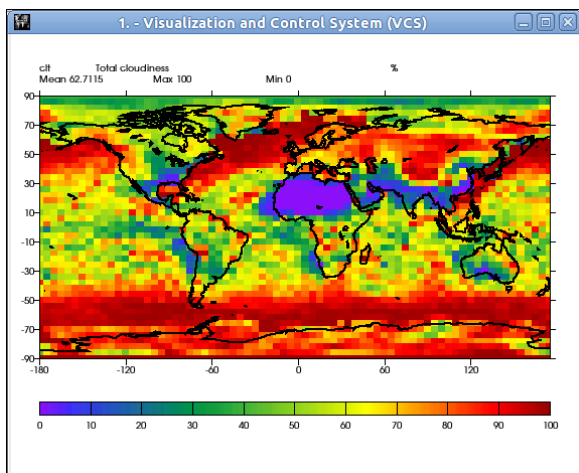 1. - Visualization and Control System (VCS)
clt Total cloudiness %
Mean 62.7115 Max 100 Min 0
90
70
50
30
10
-10
-30
-50
-70
-90
-180 -120 -60 0 60 120
0 10 20 30 40 50 60 70 80 90 100